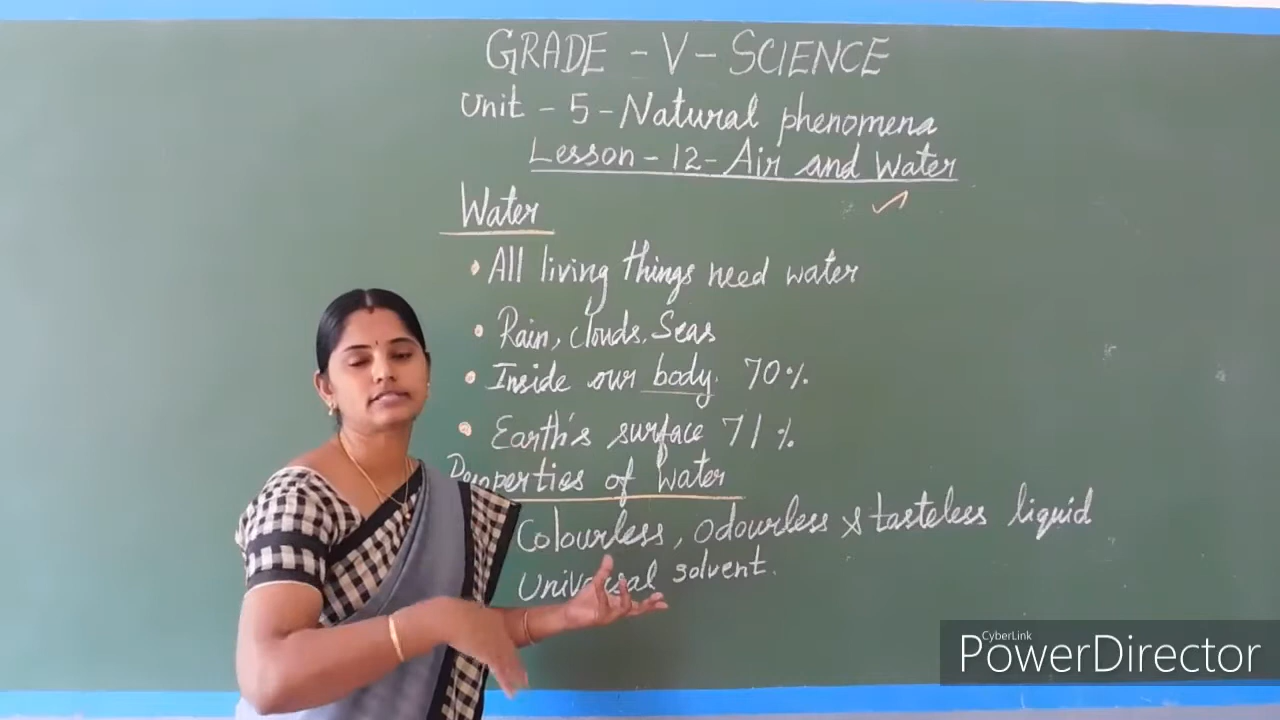 GRADE - V - SCIENCE
Unit - 5 - Natural phenomena
Lesson - 12 - Air and Water
Water
• All living things need water
• Rain, clouds, Seas
• Inside our body. 70%
• Earth's surface 71%
Properties of Water
Colourless, Odourless & tasteless liquid
Universal solvent.
CyberLink
PowerDirector